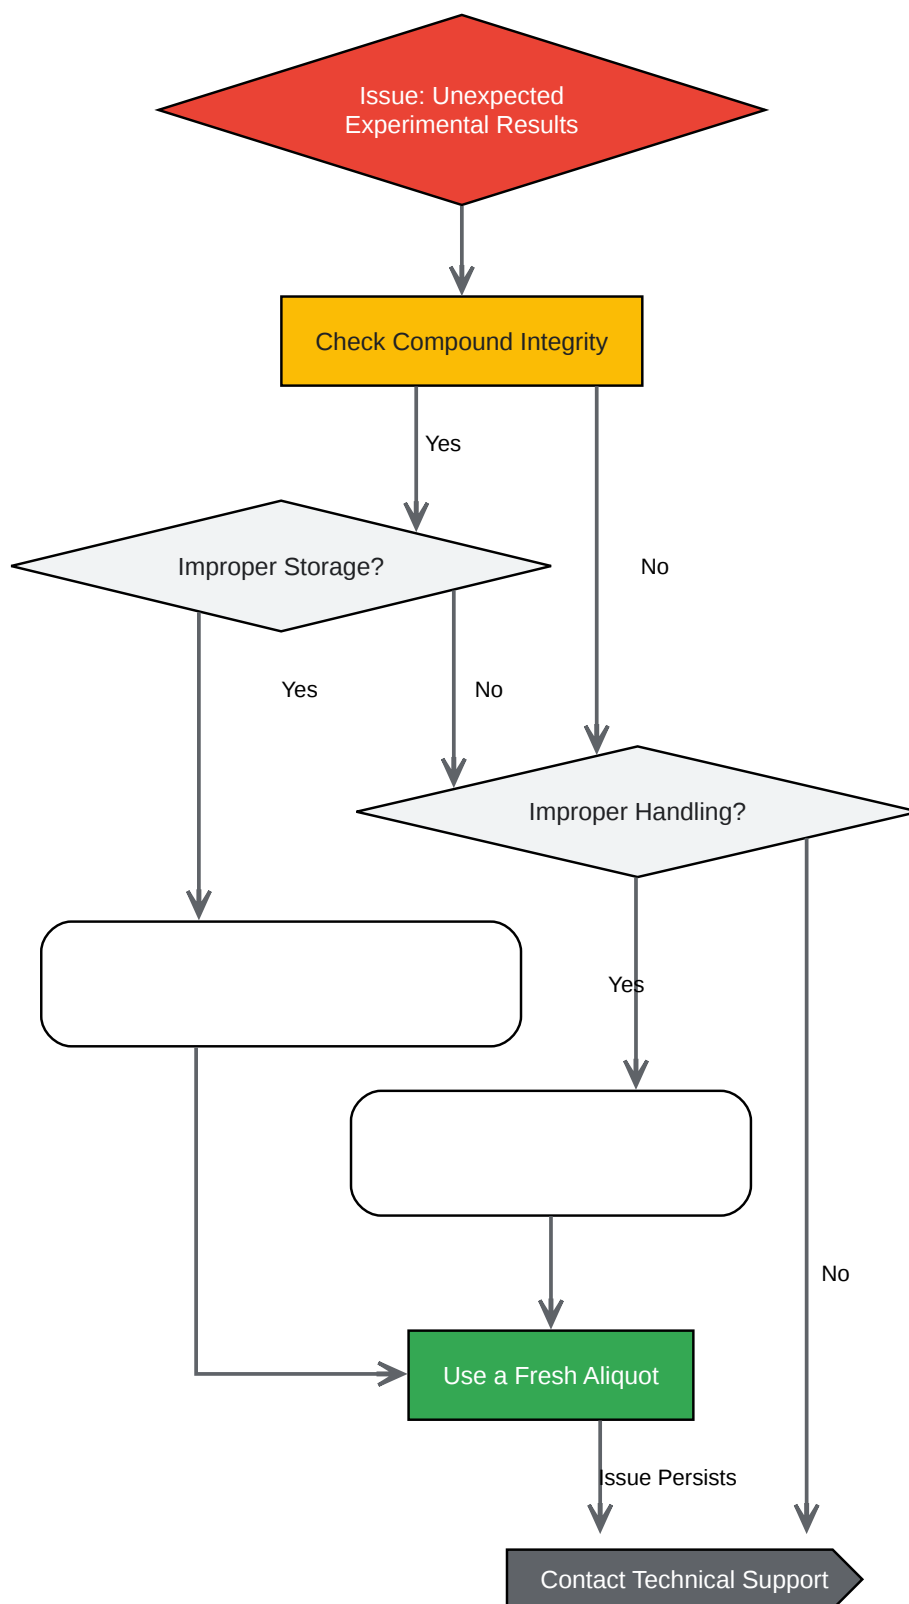 Issue: Unexpected
Experimental Results
Check Compound Integrity
Yes
Improper Storage?
No
Yes
No
Improper Handling?
Yes
No
Use a Fresh Aliquot
Issue Persists
Contact Technical Support